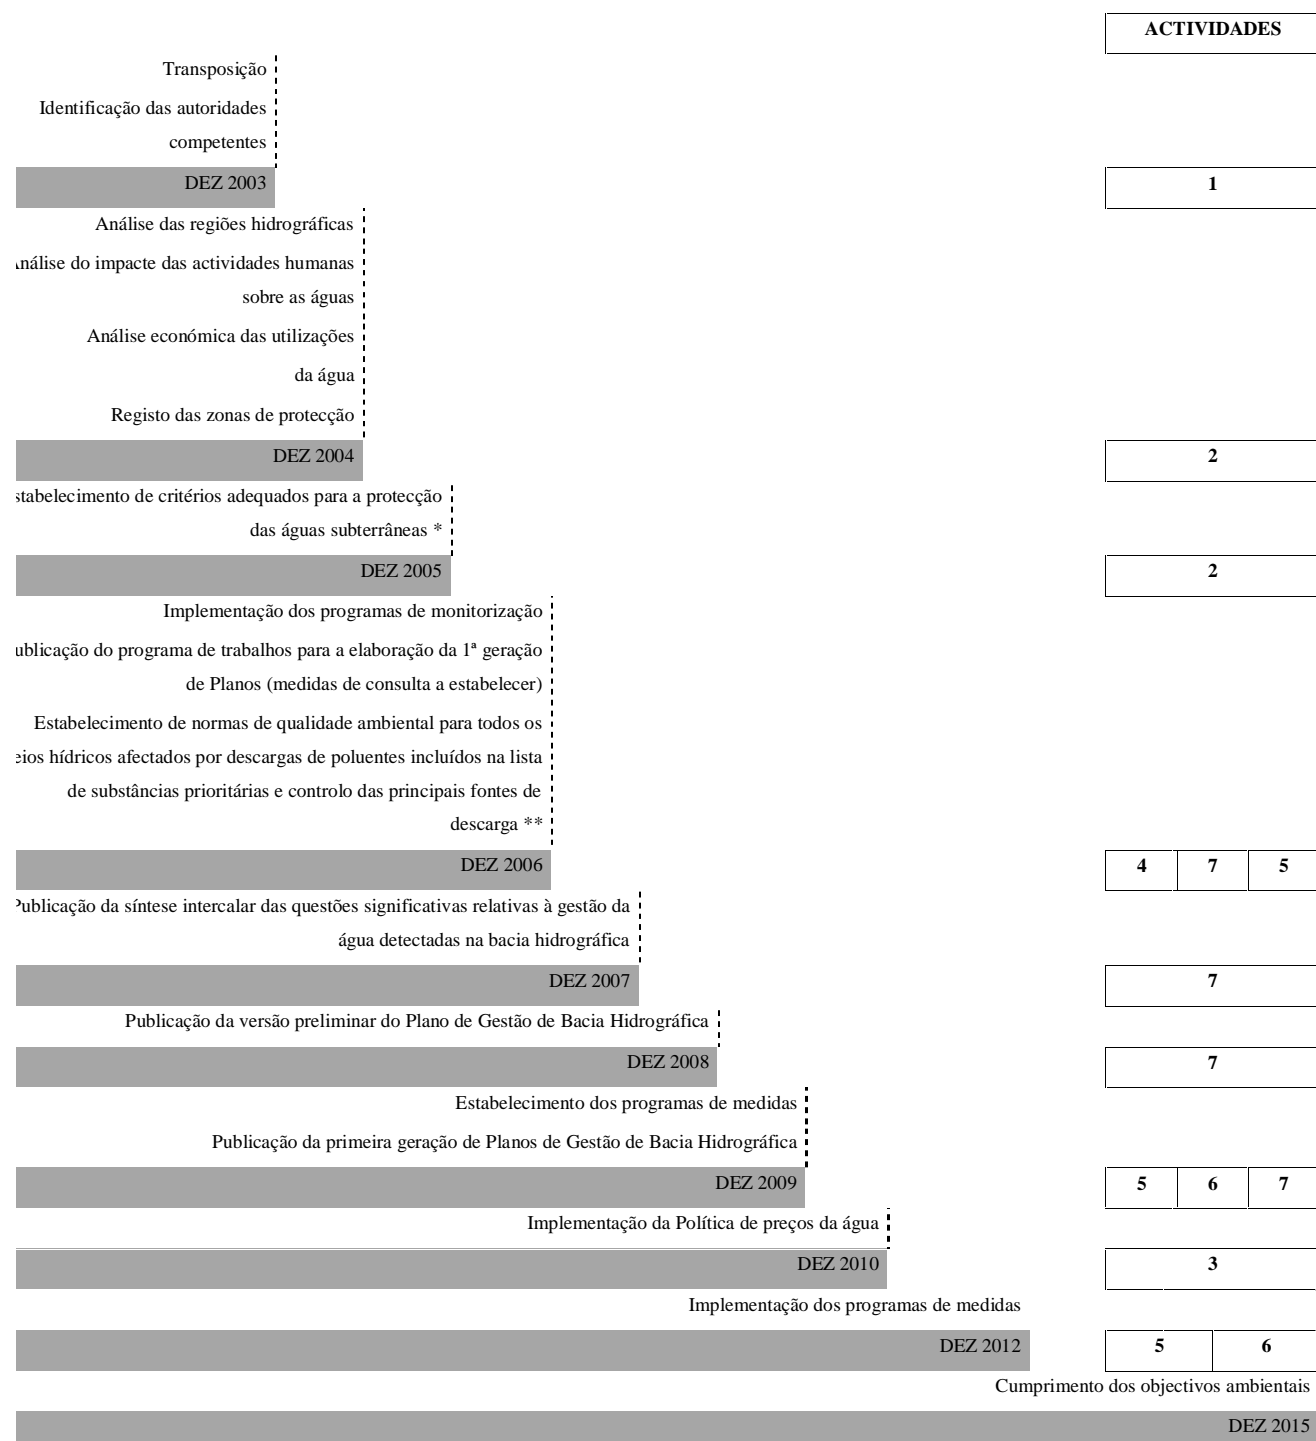 ACTIVIDADES
Transposição
Identificação das autoridades
competentes
DEZ 2003
1
Análise das regiões hidrográficas
nálise do impacte das actividades humanas
sobre as águas
Análise económica das utilizações
da água
Registo das zonas de protecção
DEZ 2004
2
stabelecimento de critérios adequados para a protecção
das águas subterrâneas *
DEZ 2005
2
Implementação dos programas de monitorização
ublicação do programa de trabalhos para a elaboração da 1ª geração
de Planos (medidas de consulta a estabelecer)
Estabelecimento de normas de qualidade ambiental para todos os
eios hídricos afectados por descargas de poluentes incluídos na lista
de substâncias prioritárias e controlo das principais fontes de
descarga **
DEZ 2006
4 7 5
Publicação da síntese intercalar das questões significativas relativas à gestão da
água detectadas na bacia hidrográfica
DEZ 2007
7
Publicação da versão preliminar do Plano de Gestão de Bacia Hidrográfica
DEZ 2008
7
Estabelecimento dos programas de medidas
Publicação da primeira geração de Planos de Gestão de Bacia Hidrográfica
DEZ 2009
5 6 7
Implementação da Política de preços da água
DEZ 2010
3
Implementação dos programas de medidas
DEZ 2012
5 6
Cumprimento dos objectivos ambientais
DEZ 2015